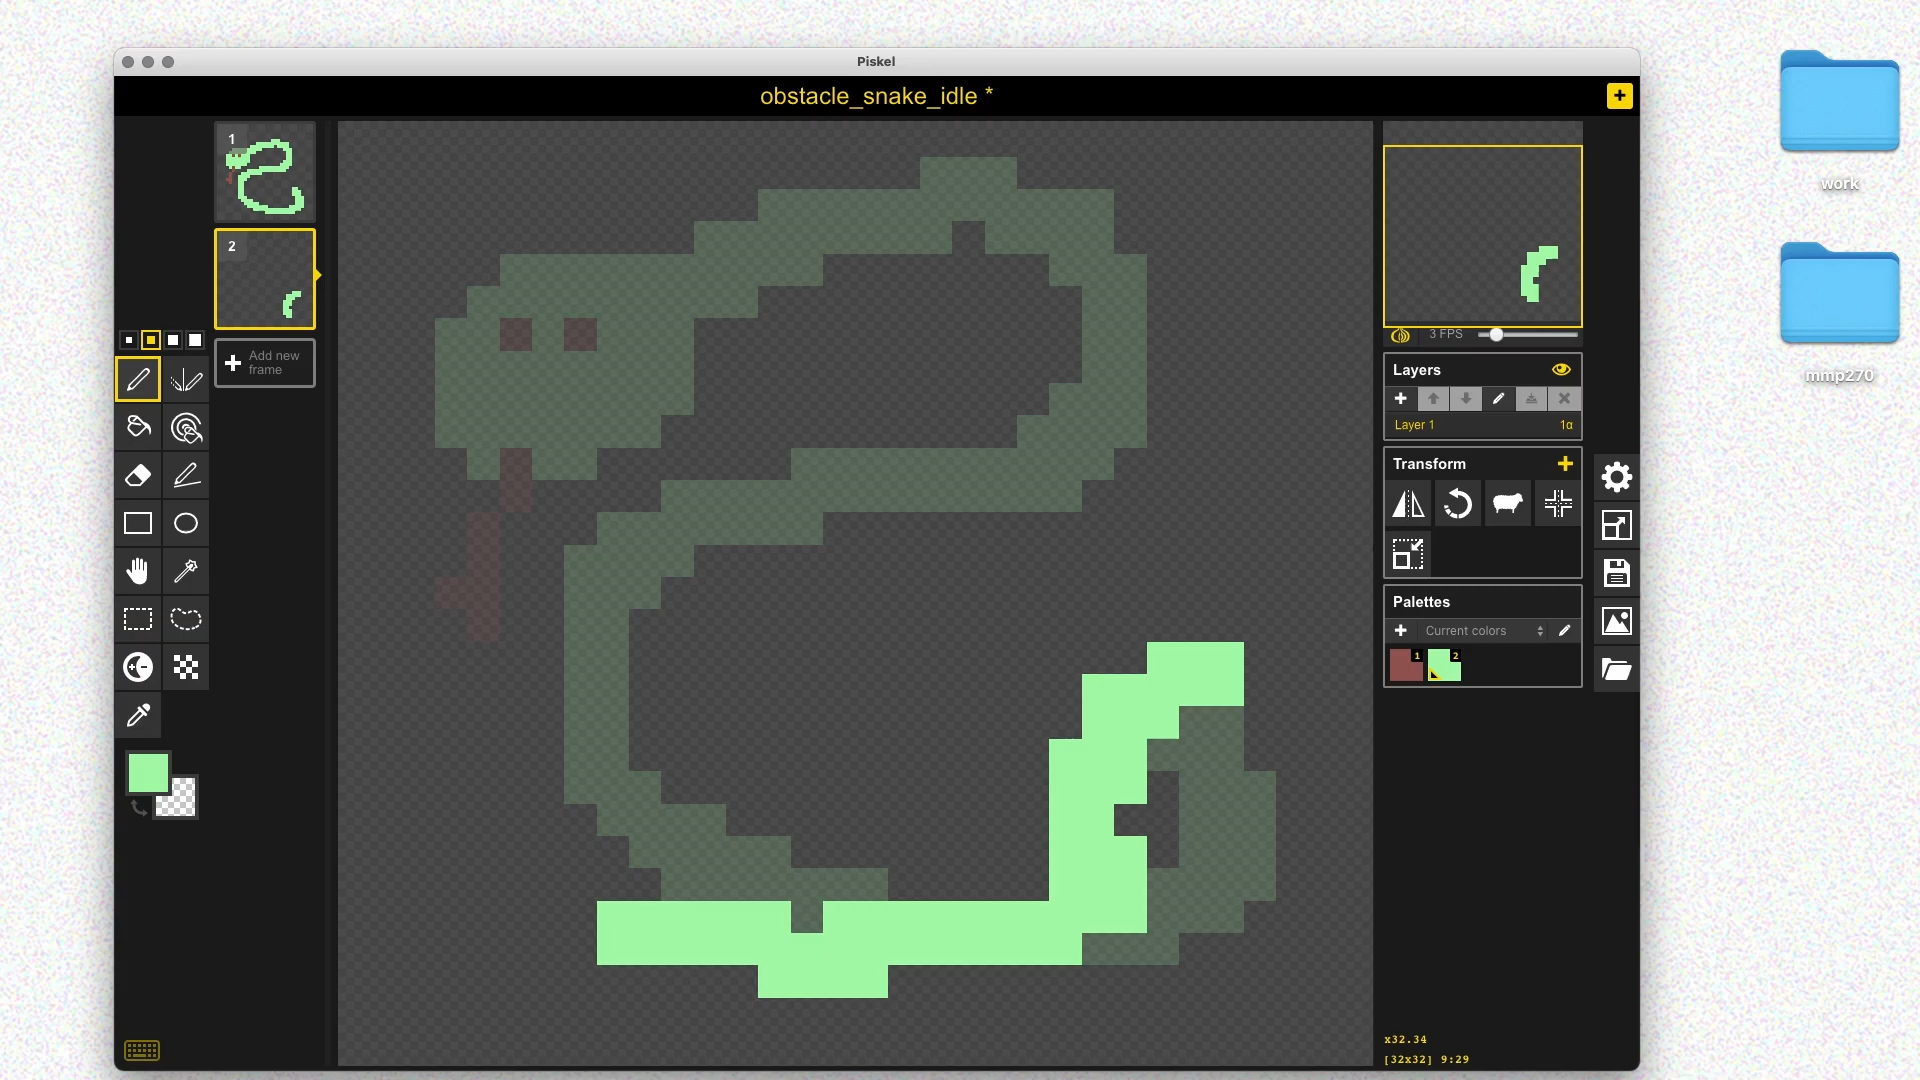 Piskel
obstacle_snake_idle *
1
2
Add new
frame
3 FPS
Layers
Layer 1
1α
Transform
Palettes
Current colors
1
2
x32.34
[32x32] 9:29
work
mmp270